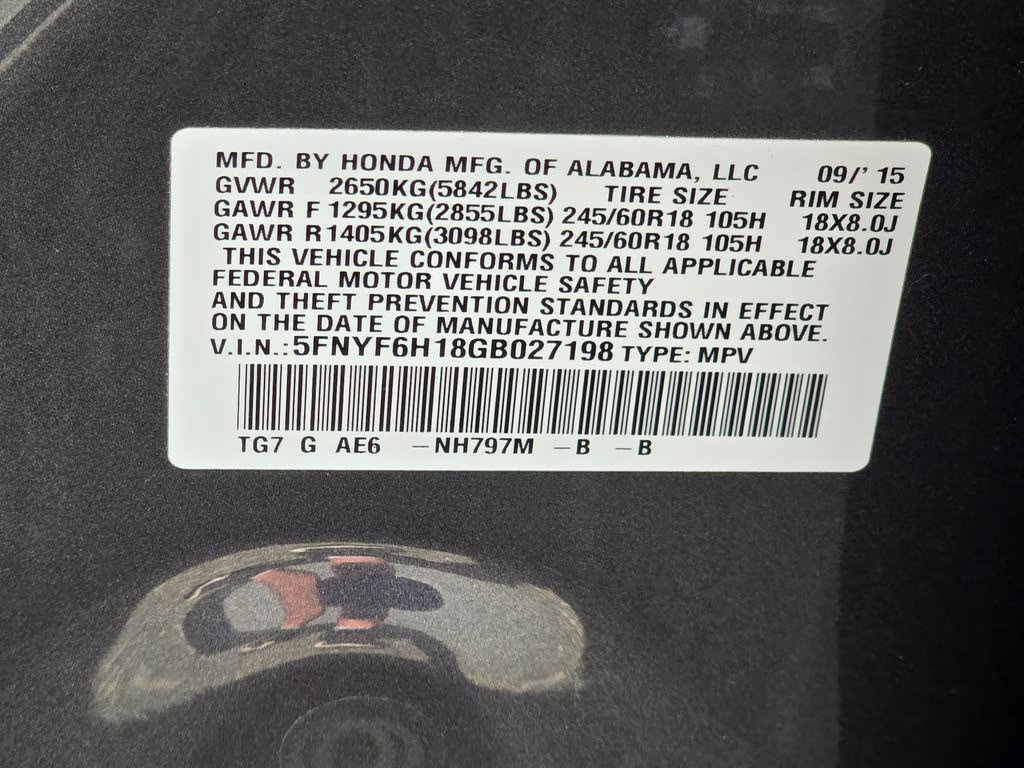 MFD. BY HONDA MFG. OF ALABAMA, LLC 09/' 15
GVWR 2650KG(5842LBS) TIRE SIZE RIM SIZE
GAWR F 1295KG(2855LBS) 245/60R18 105H 18X8.0J
GAWR R1405KG(3098LBS) 245/60R18 105H 18X8.0J
THIS VEHICLE CONFORMS TO ALL APPLICABLE
FEDERAL MOTOR VEHICLE SAFETY
AND THEFT PREVENTION STANDARDS IN EFFECT
ON THE DATE OF MANUFACTURE SHOWN ABOVE.
V.I.N.:5FNYF6H18GB027198 TYPE: MPV
TG7 G AE6 –NH797M –B –B